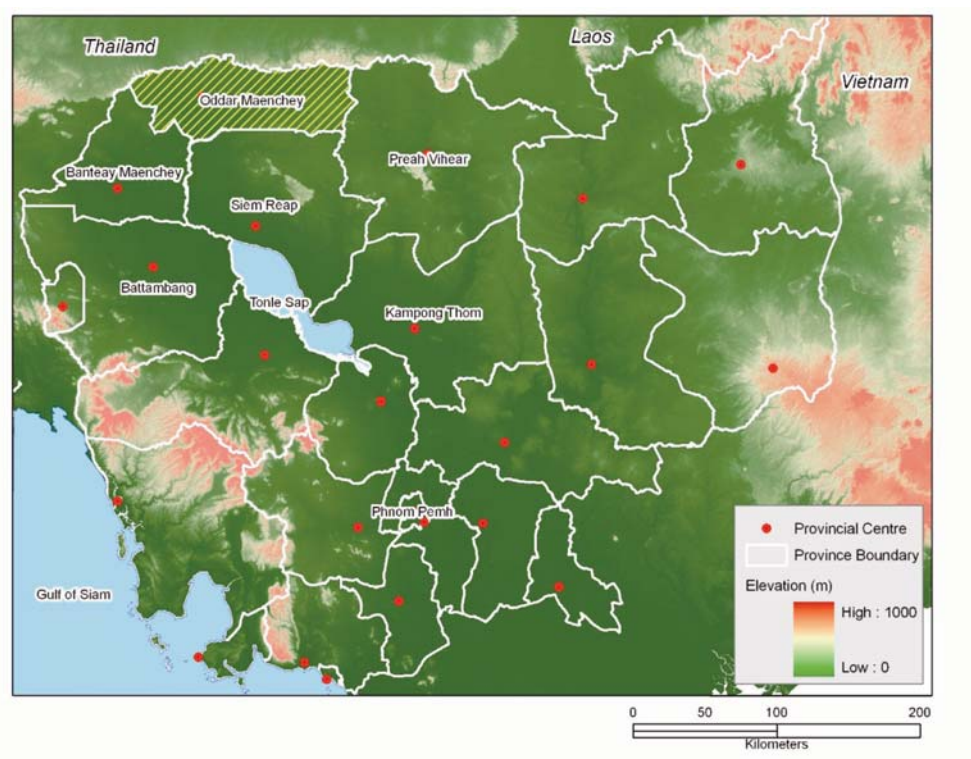 Thailand
Laos
Vietnam
Oddar Maenchey
Preah Vihear
Banteay Maenchey
Siem Reap
Battambang
Tonle Sap
Kampong Thom
Phnom Pemh
Gulf of Siam
Provincial Centre
Province Boundary
Elevation (m)
High : 1000
Low : 0
0 50 100 200
Kilometers